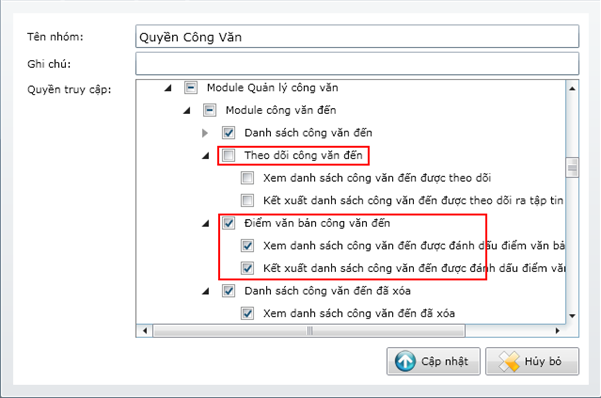 Tên nhóm: Quyền Công Văn
Ghi chú:
Quyền truy cập: Module Quản lý công văn
Module công văn đến
Danh sách công văn đến
Theo dõi công văn đến
Xem danh sách công văn đến được theo dõi
Kết xuất danh sách công văn đến được theo dõi ra tập tin
Điểm văn bản công văn đến
Xem danh sách công văn đến được đánh dấu điểm văn bả
Kết xuất danh sách công văn đến được đánh dấu điểm văn
Danh sách công văn đến đã xóa
Xem danh sách công văn đến đã xóa
Cập nhật Hủy bỏ